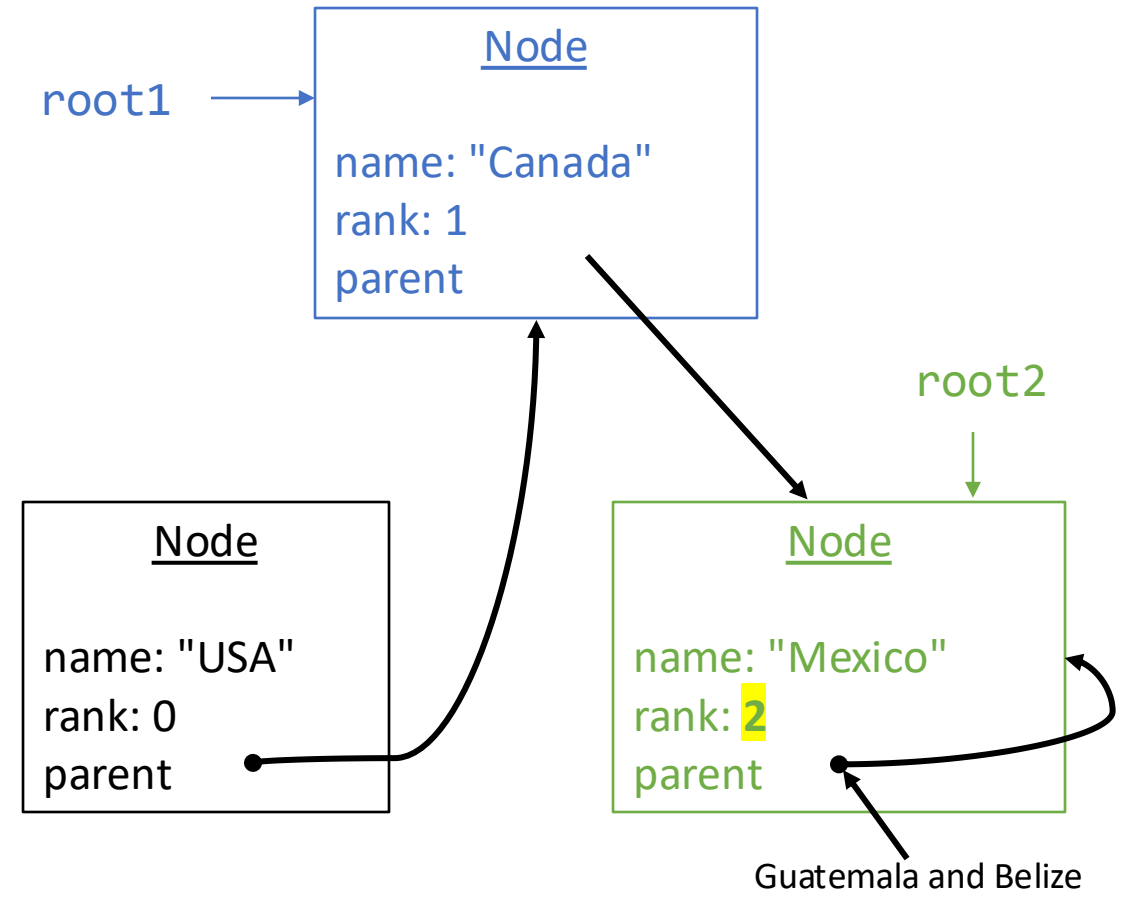 Node
root1
name: "Canada"
rank: 1
parent
root2
Node
name: "USA"
rank: 0
parent
Node
name: "Mexico"
rank: 2
parent
Guatemala and Belize